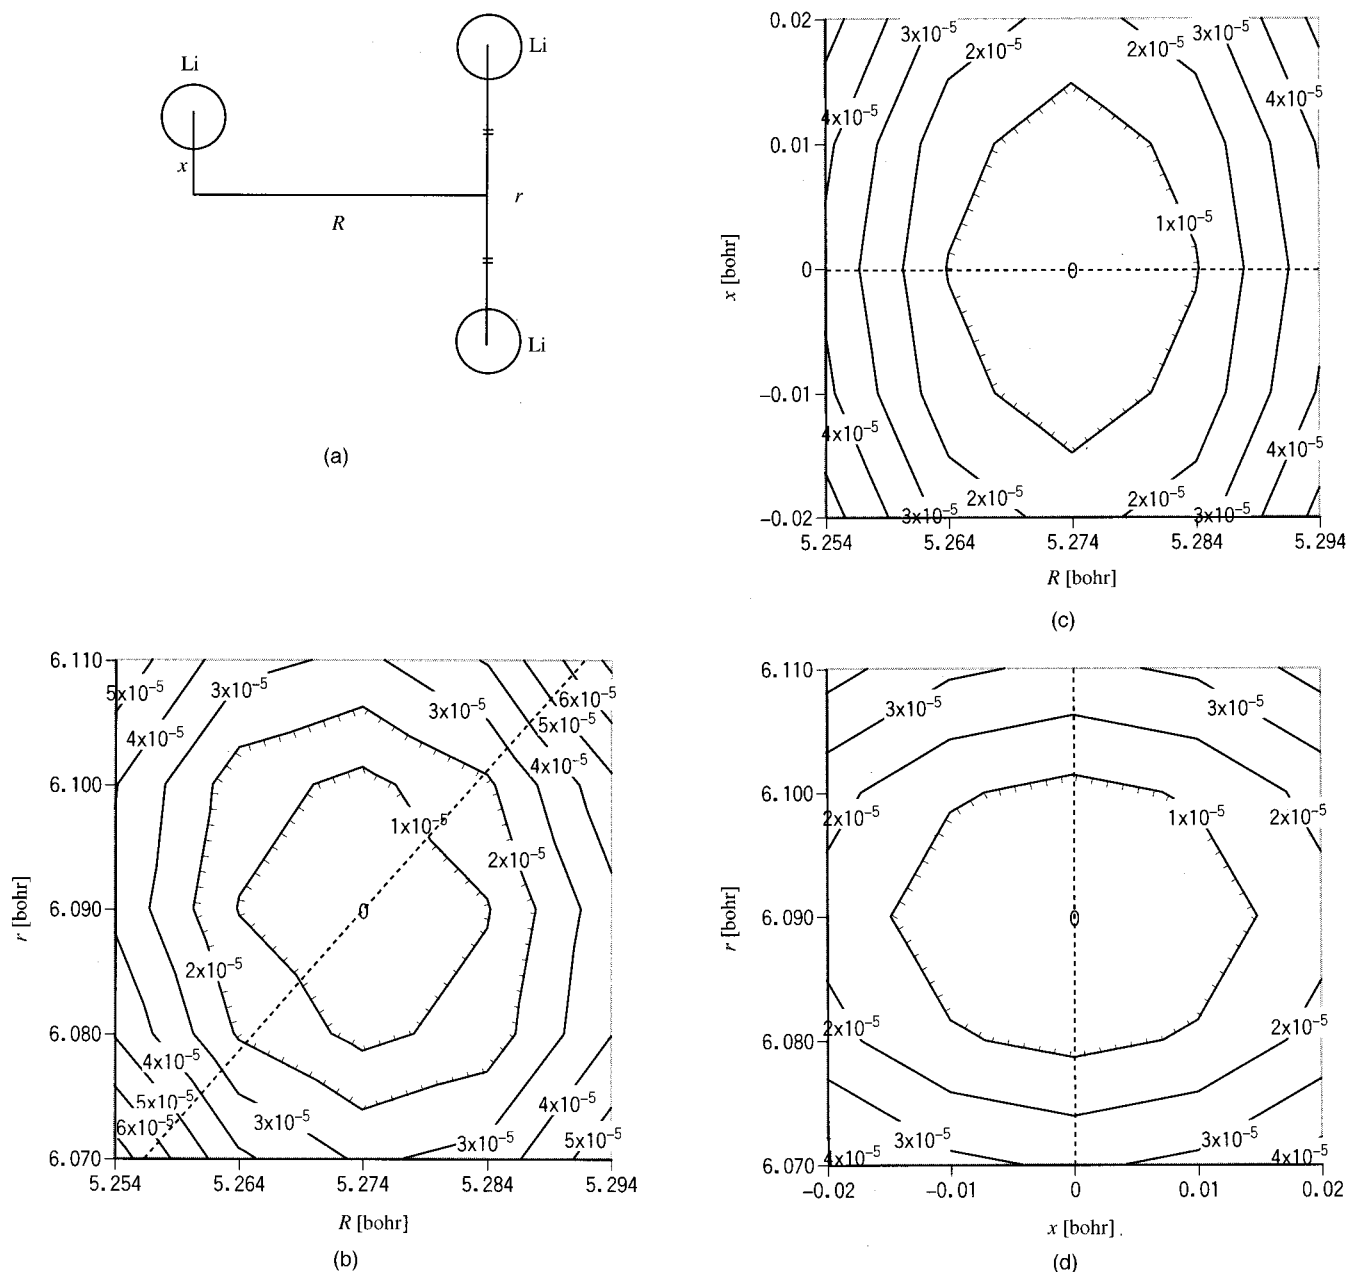 Li
Li
x
R
r
Li
(a)
0.02
0.01
0
−0.01
−0.02
x [bohr]
3x10⁻⁵
3x10⁻⁵
2x10⁻⁵
2x10⁻⁵
4x10⁻⁵
4x10⁻⁵
1x10⁻⁵
0
4x10⁻⁵
4x10⁻⁵
2x10⁻⁵
2x10⁻⁵
3x10⁻⁵
3x10⁻⁵
5.254 5.264 5.274 5.284 5.294
R [bohr]
(c)
6.110
6.100
6.090
6.080
6.070
r [bohr]
5x10⁻⁵
3x10⁻⁵
6x10⁻⁵
3x10⁻⁵
5x10⁻⁵
4x10⁻⁵
4x10⁻⁵
1x10⁻⁵
2x10⁻⁵
0
2x10⁻⁵
4x10⁻⁵
5x10⁻⁵
4x10⁻⁵
6x10⁻⁵
3x10⁻⁵
3x10⁻⁵
5x10⁻⁵
5.254 5.264 5.274 5.284 5.294
R [bohr]
(b)
6.110
6.100
6.090
6.080
6.070
r [bohr]
3x10⁻⁵
3x10⁻⁵
2x10⁻⁵
1x10⁻⁵
2x10⁻⁵
0
2x10⁻⁵
2x10⁻⁵
3x10⁻⁵
3x10⁻⁵
4x10⁻⁵
4x10⁻⁵
−0.02 −0.01 0 0.01 0.02
x [bohr]
(d)